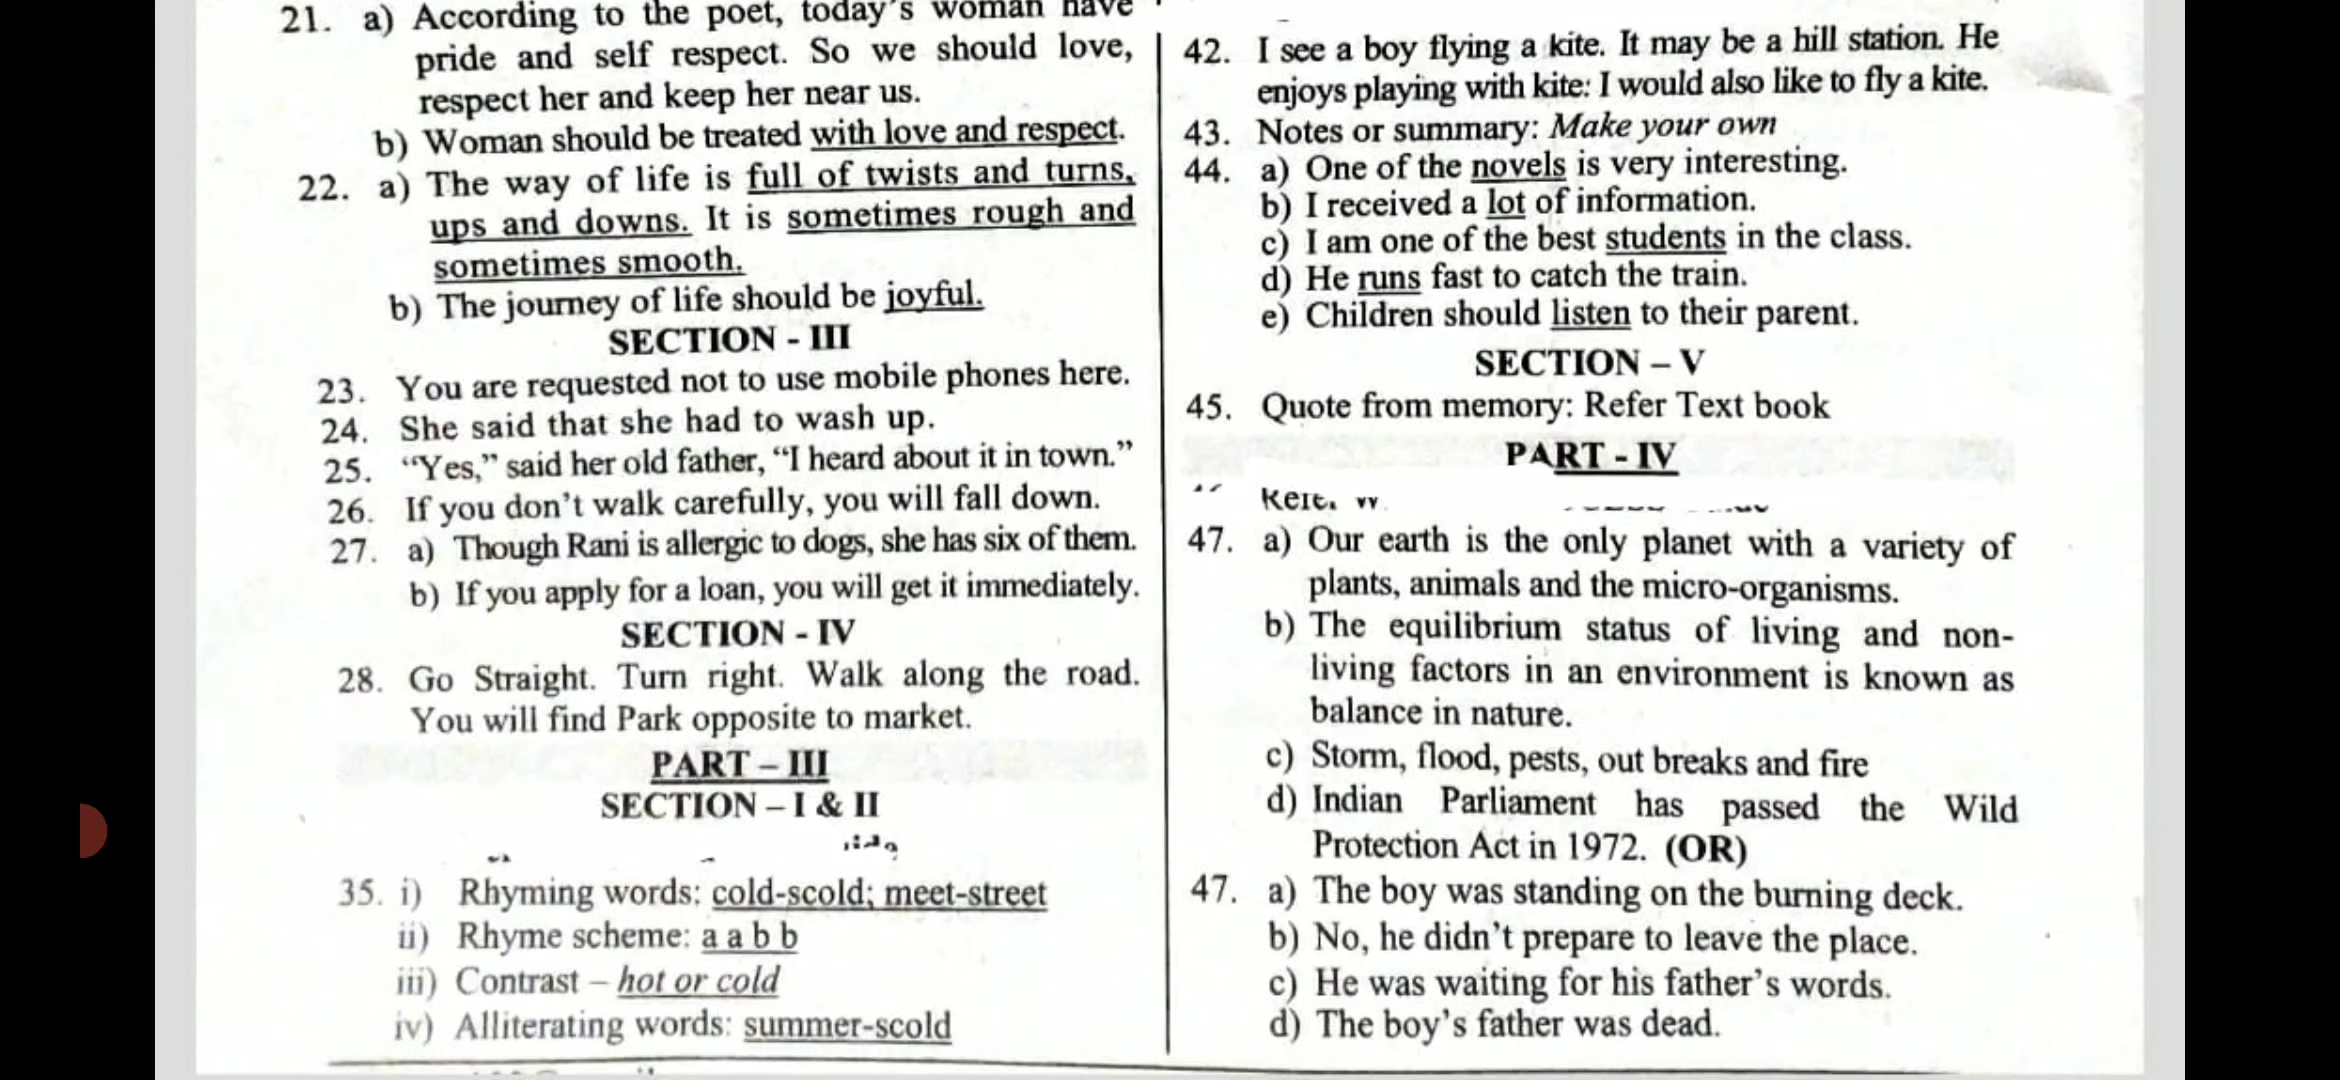 21. a) According to the poet, today's woman have
pride and self respect. So we should love,
respect her and keep her near us.
b) Woman should be treated with love and respect.
22. a) The way of life is full of twists and turns,
ups and downs. It is sometimes rough and
sometimes smooth.
b) The journey of life should be joyful.
SECTION - III
23. You are requested not to use mobile phones here.
24. She said that she had to wash up.
25. “Yes,” said her old father, “I heard about it in town.”
26. If you don't walk carefully, you will fall down.
27. a) Though Rani is allergic to dogs, she has six of them.
b) If you apply for a loan, you will get it immediately.
SECTION - IV
28. Go Straight. Turn right. Walk along the road.
You will find Park opposite to market.
PART – III
SECTION – I & II
35. i) Rhyming words: cold-scold; meet-street
ii) Rhyme scheme: a a b b
iii) Contrast – hot or cold
iv) Alliterating words: summer-scold
42. I see a boy flying a kite. It may be a hill station. He
enjoys playing with kite: I would also like to fly a kite.
43. Notes or summary: Make your own
44. a) One of the novels is very interesting.
b) I received a lot of information.
c) I am one of the best students in the class.
d) He runs fast to catch the train.
e) Children should listen to their parent.
SECTION – V
45. Quote from memory: Refer Text book
PART - IV
47. a) Our earth is the only planet with a variety of
plants, animals and the micro-organisms.
b) The equilibrium status of living and non-
living factors in an environment is known as
balance in nature.
c) Storm, flood, pests, out breaks and fire
d) Indian Parliament has passed the Wild
Protection Act in 1972. (OR)
47. a) The boy was standing on the burning deck.
b) No, he didn't prepare to leave the place.
c) He was waiting for his father's words.
d) The boy's father was dead.